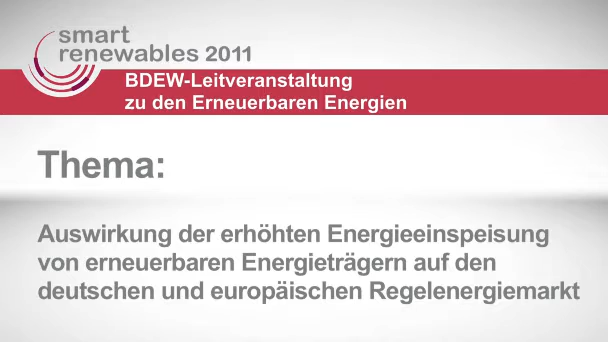 smart
renewables 2011
BDEW-Leitveranstaltung
zu den Erneuerbaren Energien
Thema:
Auswirkung der erhöhten Energieeinspeisung
von erneuerbaren Energieträgern auf den
deutschen und europäischen Regelenergiemarkt